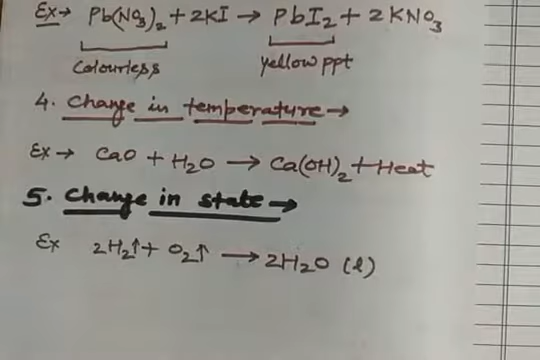 Ex→ Pb(NO₃)₂ + 2KI → PbI₂ + 2KNO₃
Colourless yellow ppt
4. Change in temperature →
Ex → CaO + H₂O → Ca(OH)₂ + Heat
5. Change in state →
Ex 2H₂↑ + O₂↑ → 2H₂O (l)